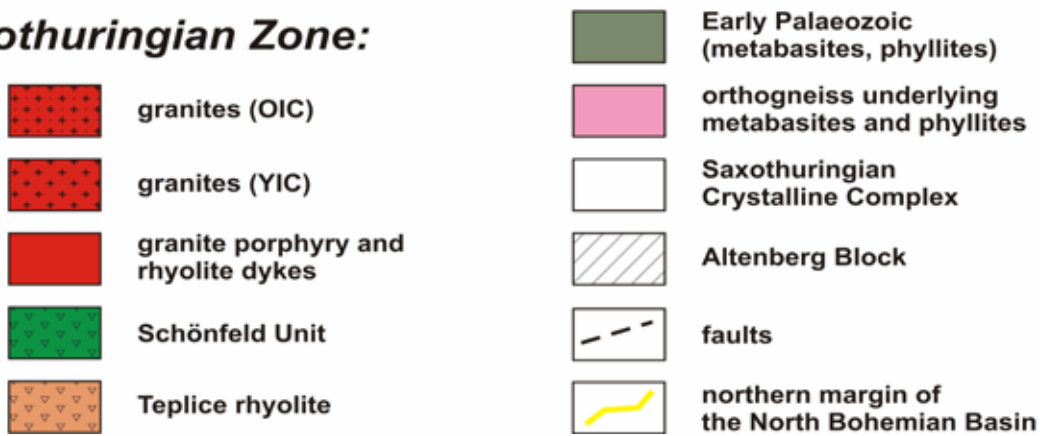 othuringian Zone:
granites (OIC)
granites (YIC)
granite porphyry and
rhyolite dykes
Schönfeld Unit
Teplice rhyolite
Early Palaeozoic
(metabasites, phyllites)
orthogneiss underlying
metabasites and phyllites
Saxothuringian
Crystalline Complex
Altenberg Block
faults
northern margin of
the North Bohemian Basin